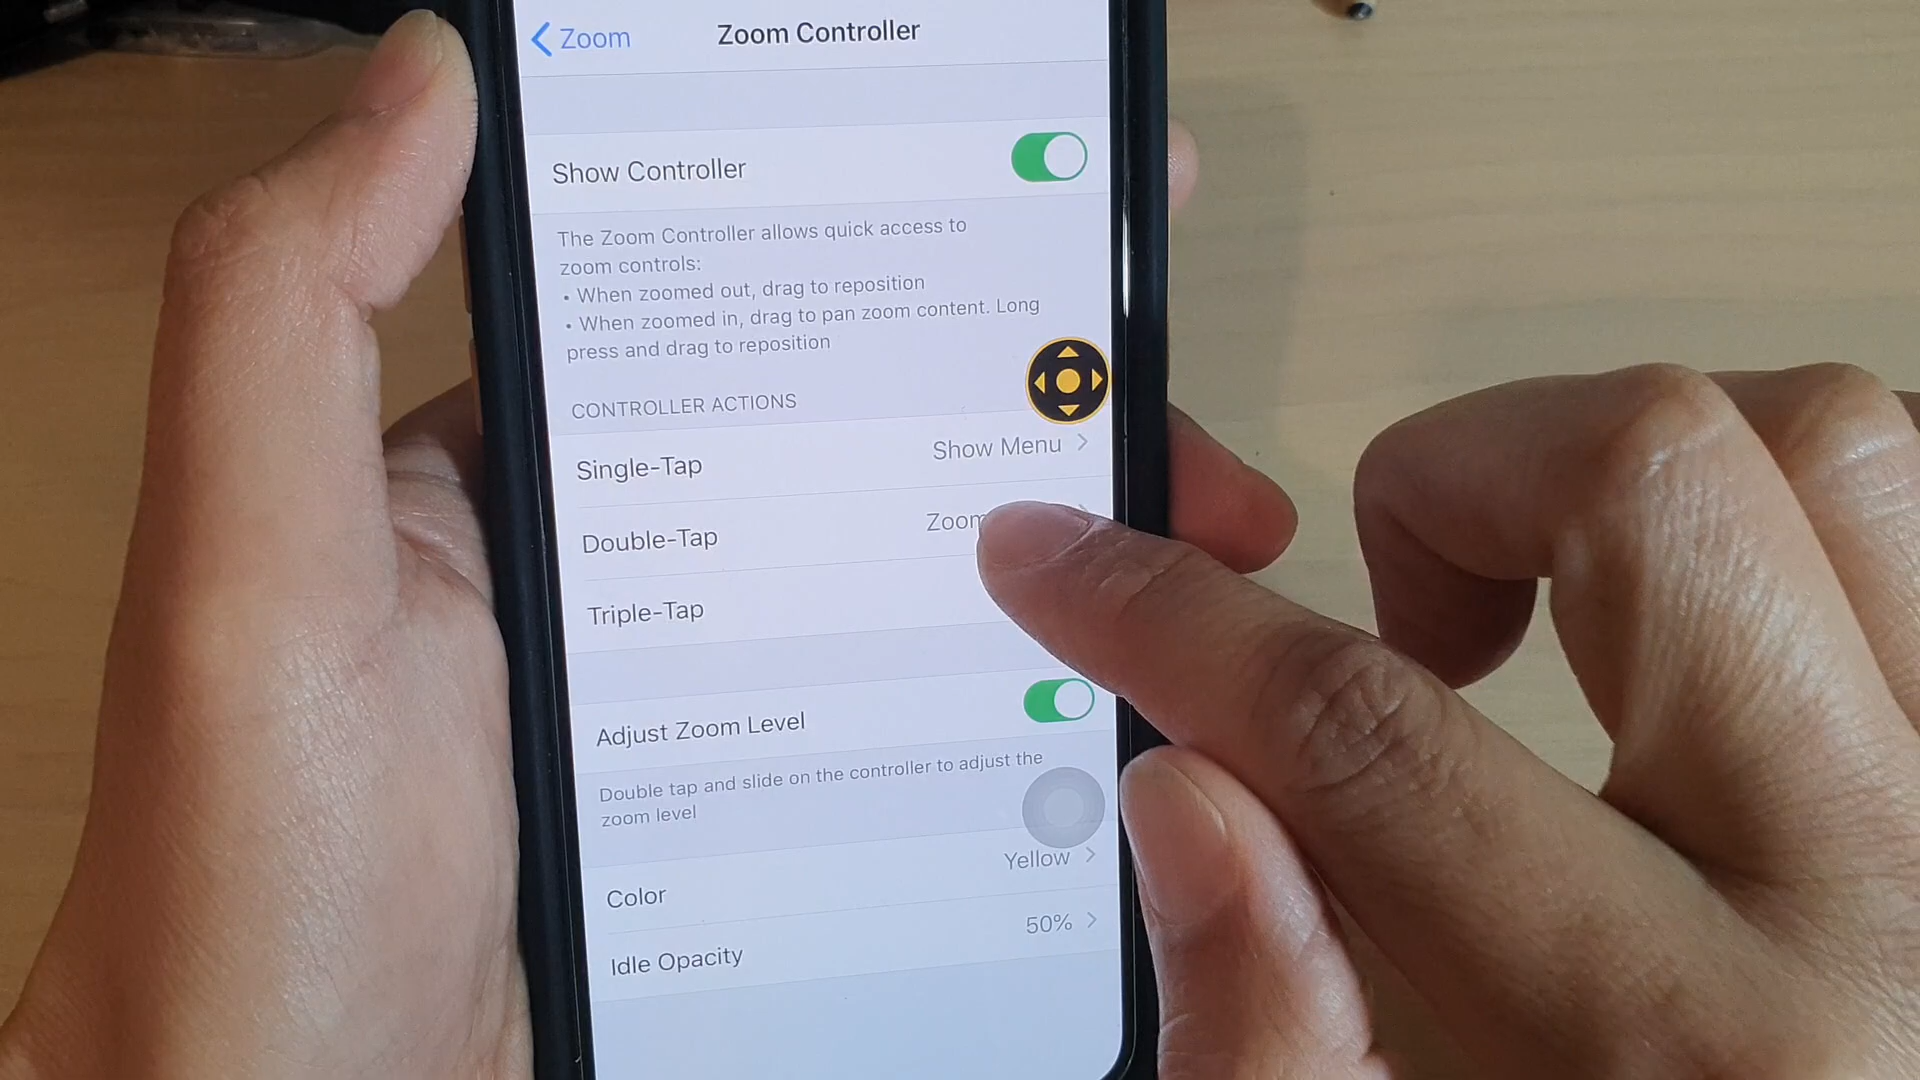 Zoom
Zoom Controller
Show Controller
The Zoom Controller allows quick access to
zoom controls:
• When zoomed out, drag to reposition
• When zoomed in, drag to pan zoom content. Long
press and drag to reposition
CONTROLLER ACTIONS
Single-Tap Show Menu
Double-Tap Zoom
Triple-Tap
Adjust Zoom Level
Double tap and slide on the controller to adjust the
zoom level
Color Yellow
Idle Opacity 50%